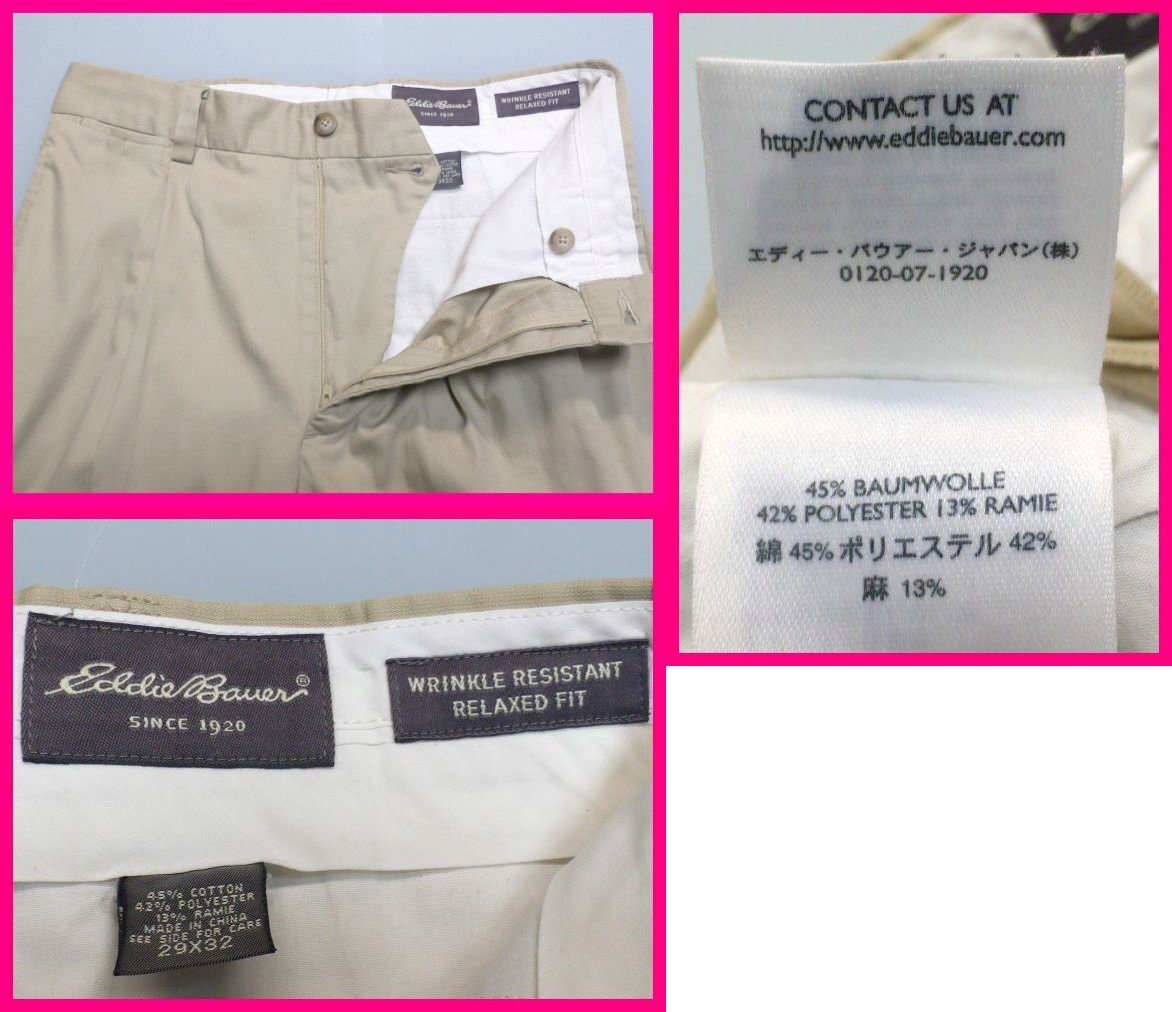 Eddie Bauer
SINCE 1920
WRINKLE RESISTANT
RELAXED FIT
COTTON
FOR CARE
CONTACT US AT
http://www.eddiebauer.com
エディー・バウアー・ジャパン(株)
0120-07-1920
45% BAUMWOLLE
42% POLYESTER 13% RAMIE
綿 45% ポリエステル 42%
麻 13%
Eddie Bauer®
SINCE 1920
WRINKLE RESISTANT
RELAXED FIT
45% COTTON
42% POLYESTER
13% RAMIE
MADE IN CHINA
SEE SIDE FOR CARE
29X32